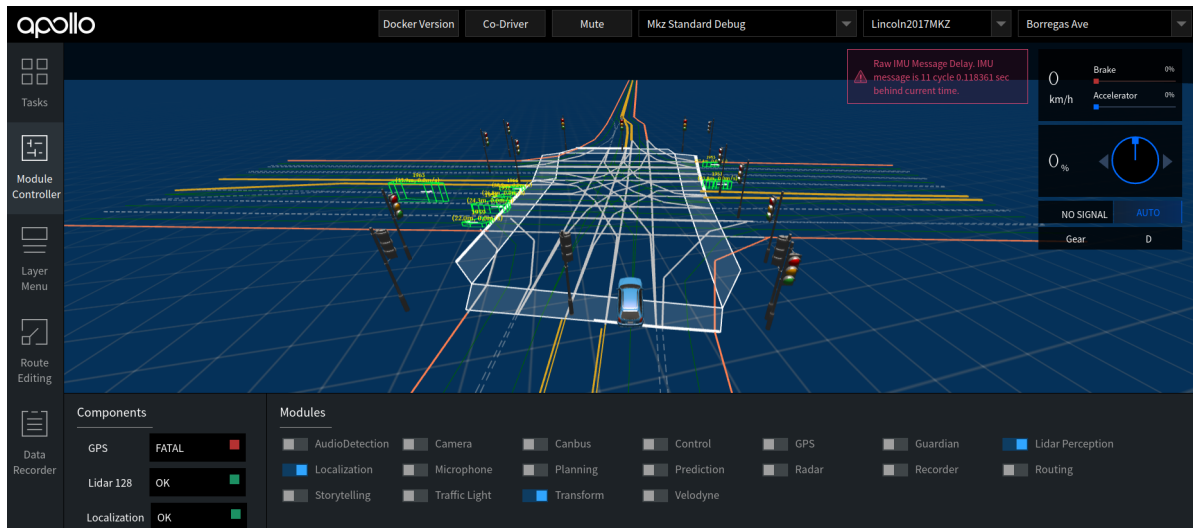 apollo
Docker Version
Co-Driver
Mute
Mkz Standard Debug
Lincoln2017MKZ
Borregas Ave
Tasks
Module
Controller
Layer
Menu
Route
Editing
Data
Recorder
Raw IMU Message Delay. IMU
message is 11 cycle 0.118361 sec
behind current time.
0
km/h
Brake
0%
Accelerator
0%
0 %
NO SIGNAL
AUTO
Gear
D
Components
GPS
FATAL
Lidar 128
OK
Localization
OK
Modules
AudioDetection
Camera
Canbus
Control
GPS
Guardian
Lidar Perception
Localization
Microphone
Planning
Prediction
Radar
Recorder
Routing
Storytelling
Traffic Light
Transform
Velodyne